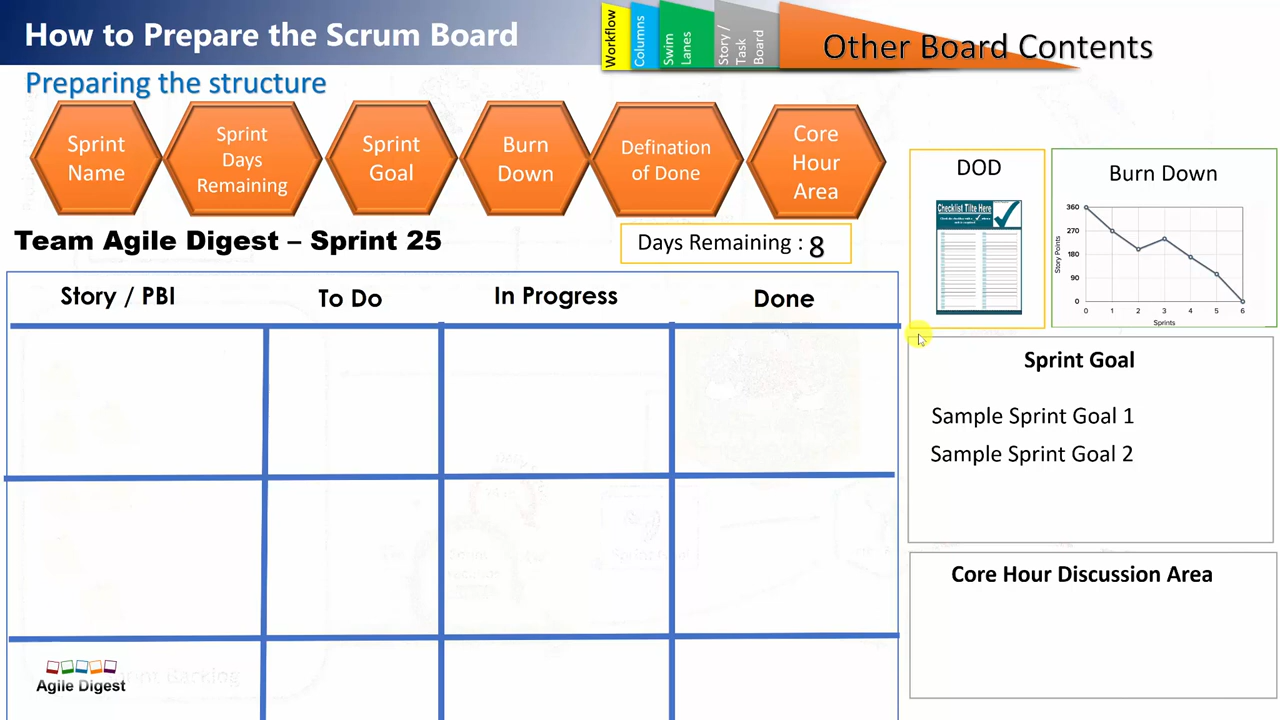 How to Prepare the Scrum Board
Workflow
Columns
Swim
Lanes
Story /
Task
Board
Other Board Contents
Preparing the structure
Sprint
Name
Sprint
Days
Remaining
Sprint
Goal
Burn
Down
Defination
of Done
Core
Hour
Area
Team Agile Digest – Sprint 25
Days Remaining : 8
DOD
Checklist Tilte Here
Burn Down
360
270
180
90
0
Story Points
0 1 2 3 4 5 6
Sprints
Story / PBI
To Do
In Progress
Done
Sprint Goal
Sample Sprint Goal 1
Sample Sprint Goal 2
Core Hour Discussion Area
Agile Digest